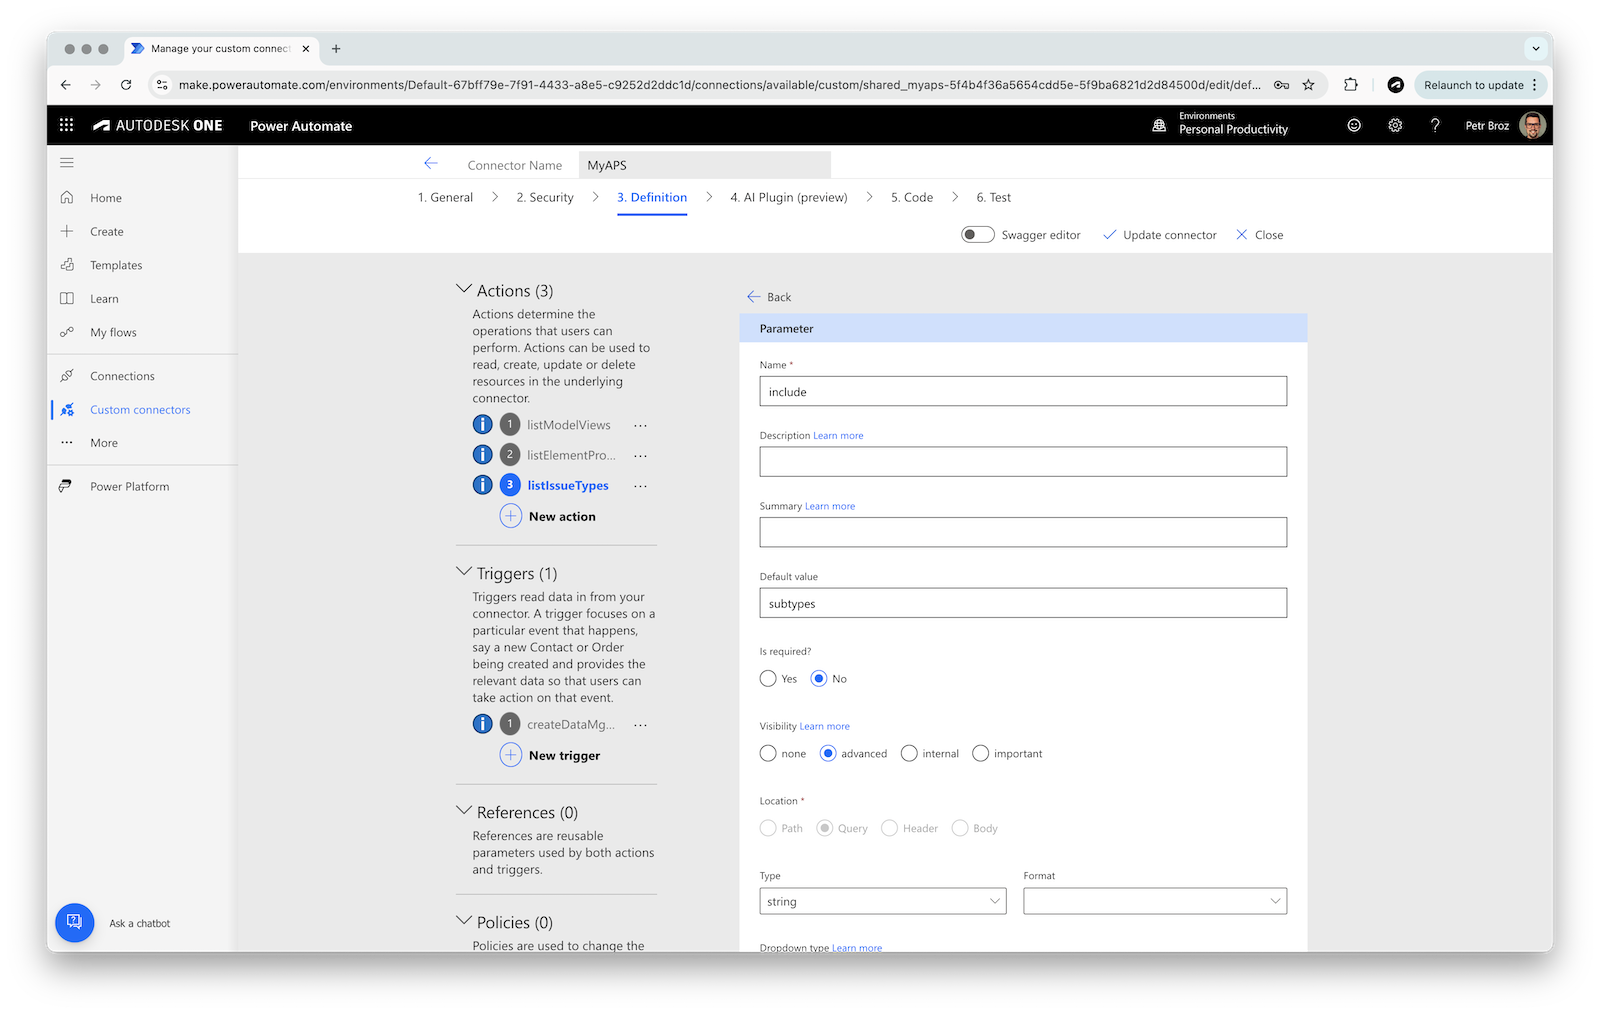 Manage your custom connect
make.powerautomate.com/environments/Default-67bff79e-7f91-4433-a8e5-c9252d2ddc1d/connections/available/custom/shared_myaps-5f4b4f36a5654cdd5e-5f9ba6821d2d84500d/edit/def...
Relaunch to update
AUTODESK ONE
Power Automate
Environments
Personal Productivity
Petr Broz
Home
Create
Templates
Learn
My flows
Connections
Custom connectors
More
Power Platform
Ask a chatbot
Connector Name
MyAPS
1. General
2. Security
3. Definition
4. AI Plugin (preview)
5. Code
6. Test
Swagger editor
Update connector
Close
Actions (3)
Actions determine the
operations that users can
perform. Actions can be used to
read, create, update or delete
resources in the underlying
connector.
1 listModelViews ...
2 listElementPro... ...
3 listIssueTypes ...
New action
Triggers (1)
Triggers read data in from your
connector. A trigger focuses on a
particular event that happens,
say a new Contact or Order
being created and provides the
relevant data so that users can
take action on that event.
1 createDataMg... ...
New trigger
References (0)
References are reusable
parameters used by both actions
and triggers.
Policies (0)
Policies are used to change the
Back
Parameter
Name *
include
Description Learn more
Summary Learn more
Default value
subtypes
Is required?
Yes No
Visibility Learn more
none advanced internal important
Location *
Path Query Header Body
Type Format
string
Dropdown type Learn more